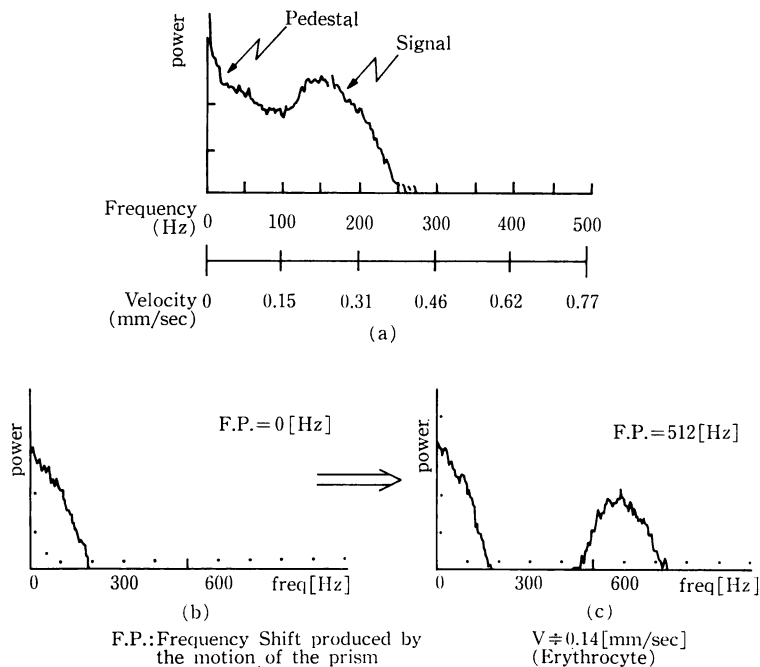 power
Pedestal
Signal
Frequency
(Hz)
0 100 200 300 400 500
Velocity 0 0.15 0.31 0.46 0.62 0.77
(mm/sec)
(a)
power
F.P.=0[Hz]
0 300 600 freq[Hz]
(b)
power
F.P.=512[Hz]
0 300 600 freq[Hz]
(c)
F.P.:Frequency Shift produced by
the motion of the prism
V≑0.14[mm/sec]
(Erythrocyte)